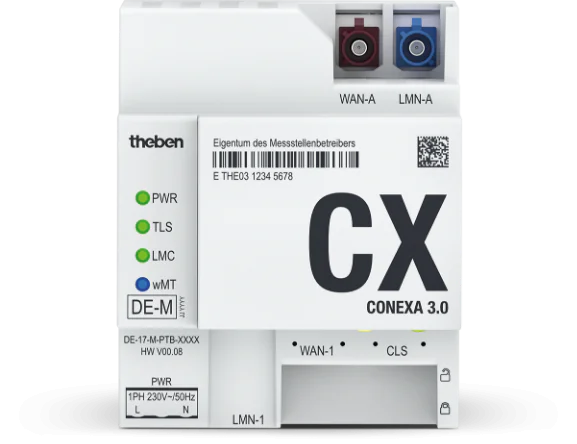 WAN-A LMN-A
theben
Eigentum des Messstellenbetreibers
E THE03 1234 5678
PWR
TLS
LMC
wMT
CX
CONEXA 3.0
DE-M
DE-17-M-PTB-XXXX
HW V00.08
WAN-1 CLS
PWR
1PH 230V~/50Hz
L N
LMN-1